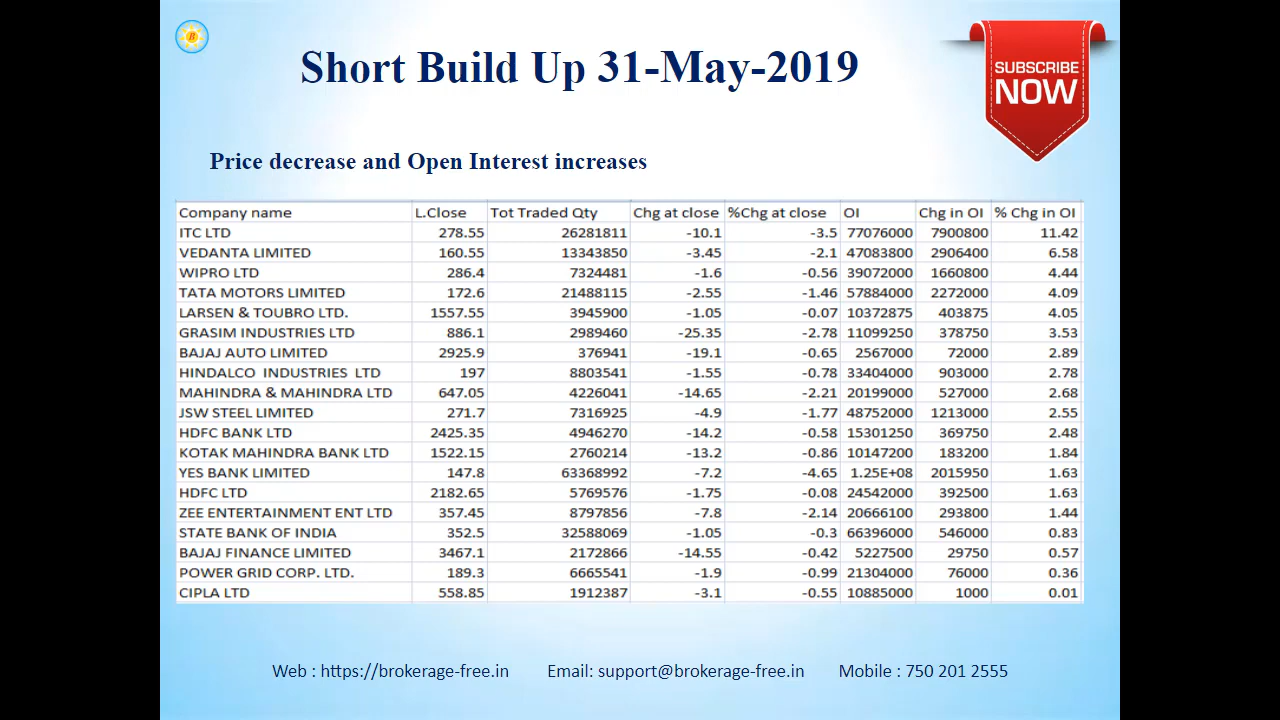 B
Short Build Up 31-May-2019
SUBSCRIBE
NOW
Price decrease and Open Interest increases
Company name L.Close Tot Traded Qty Chg at close %Chg at close OI Chg in OI % Chg in OI
ITC LTD 278.55 26281811 -10.1 -3.5 77076000 7900800 11.42
VEDANTA LIMITED 160.55 13343850 -3.45 -2.1 47083800 2906400 6.58
WIPRO LTD 286.4 7324481 -1.6 -0.56 39072000 1660800 4.44
TATA MOTORS LIMITED 172.6 21488115 -2.55 -1.46 57884000 2272000 4.09
LARSEN & TOUBRO LTD. 1557.55 3945900 -1.05 -0.07 10372875 403875 4.05
GRASIM INDUSTRIES LTD 886.1 2989460 -25.35 -2.78 11099250 378750 3.53
BAJAJ AUTO LIMITED 2925.9 376941 -19.1 -0.65 2567000 72000 2.89
HINDALCO INDUSTRIES LTD 197 8803541 -1.55 -0.78 33404000 903000 2.78
MAHINDRA & MAHINDRA LTD 647.05 4226041 -14.65 -2.21 20199000 527000 2.68
JSW STEEL LIMITED 271.7 7316925 -4.9 -1.77 48752000 1213000 2.55
HDFC BANK LTD 2425.35 4946270 -14.2 -0.58 15301250 369750 2.48
KOTAK MAHINDRA BANK LTD 1522.15 2760214 -13.2 -0.86 10147200 183200 1.84
YES BANK LIMITED 147.8 63368992 -7.2 -4.65 1.25E+08 2015950 1.63
HDFC LTD 2182.65 5769576 -1.75 -0.08 24542000 392500 1.63
ZEE ENTERTAINMENT ENT LTD 357.45 8797856 -7.8 -2.14 20666100 293800 1.44
STATE BANK OF INDIA 352.5 32588069 -1.05 -0.3 66396000 546000 0.83
BAJAJ FINANCE LIMITED 3467.1 2172866 -14.55 -0.42 5227500 29750 0.57
POWER GRID CORP. LTD. 189.3 6665541 -1.9 -0.99 21304000 76000 0.36
CIPLA LTD 558.85 1912387 -3.1 -0.55 10885000 1000 0.01
Web : https://brokerage-free.in Email: support@brokerage-free.in Mobile : 750 201 2555